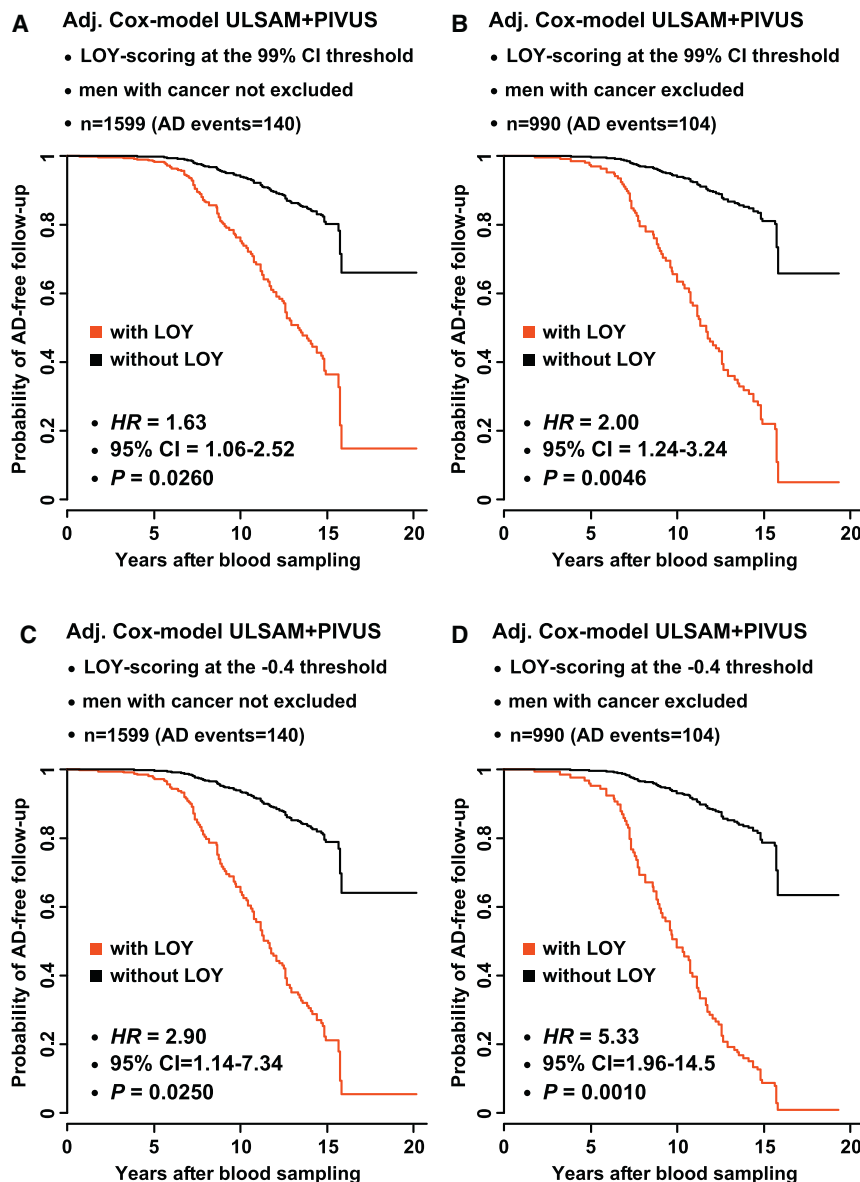 A Adj. Cox-model ULSAM+PIVUS
• LOY-scoring at the 99% CI threshold
• men with cancer not excluded
• n=1599 (AD events=140)
Probability of AD-free follow-up
1
0.8
0.6
0.4
0.2
0
with LOY
without LOY
• HR = 1.63
• 95% CI = 1.06-2.52
• P = 0.0260
0 5 10 15 20
Years after blood sampling
B Adj. Cox-model ULSAM+PIVUS
• LOY-scoring at the 99% CI threshold
• men with cancer excluded
• n=990 (AD events=104)
Probability of AD-free follow-up
1
0.8
0.6
0.4
0.2
0
with LOY
without LOY
• HR = 2.00
• 95% CI = 1.24-3.24
• P = 0.0046
0 5 10 15 20
Years after blood sampling
C Adj. Cox-model ULSAM+PIVUS
• LOY-scoring at the -0.4 threshold
• men with cancer not excluded
• n=1599 (AD events=140)
Probability of AD-free follow-up
1
0.8
0.6
0.4
0.2
0
with LOY
without LOY
• HR = 2.90
• 95% CI=1.14-7.34
• P = 0.0250
0 5 10 15 20
Years after blood sampling
D Adj. Cox-model ULSAM+PIVUS
• LOY-scoring at the -0.4 threshold
• men with cancer excluded
• n=990 (AD events=104)
Probability of AD-free follow-up
1
0.8
0.6
0.4
0.2
0
with LOY
without LOY
• HR = 5.33
• 95% CI=1.96-14.5
• P = 0.0010
0 5 10 15 20
Years after blood sampling